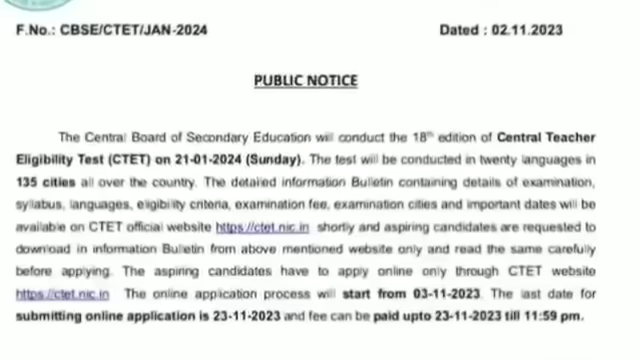 F.No.: CBSE/CTET/JAN-2024 Dated : 02.11.2023
PUBLIC NOTICE
The Central Board of Secondary Education will conduct the 18th edition of Central Teacher
Eligibility Test (CTET) on 21-01-2024 (Sunday). The test will be conducted in twenty languages in
135 cities all over the country. The detailed information Bulletin containing details of examination,
syllabus, languages, eligibility criteria, examination fee, examination cities and important dates will be
available on CTET official website https://ctet.nic.in shortly and aspiring candidates are requested to
download in information Bulletin from above mentioned website only and read the same carefully
before applying. The aspiring candidates have to apply online only through CTET website
https://ctet.nic.in The online application process will start from 03-11-2023. The last date for
submitting online application is 23-11-2023 and fee can be paid upto 23-11-2023 till 11:59 pm.